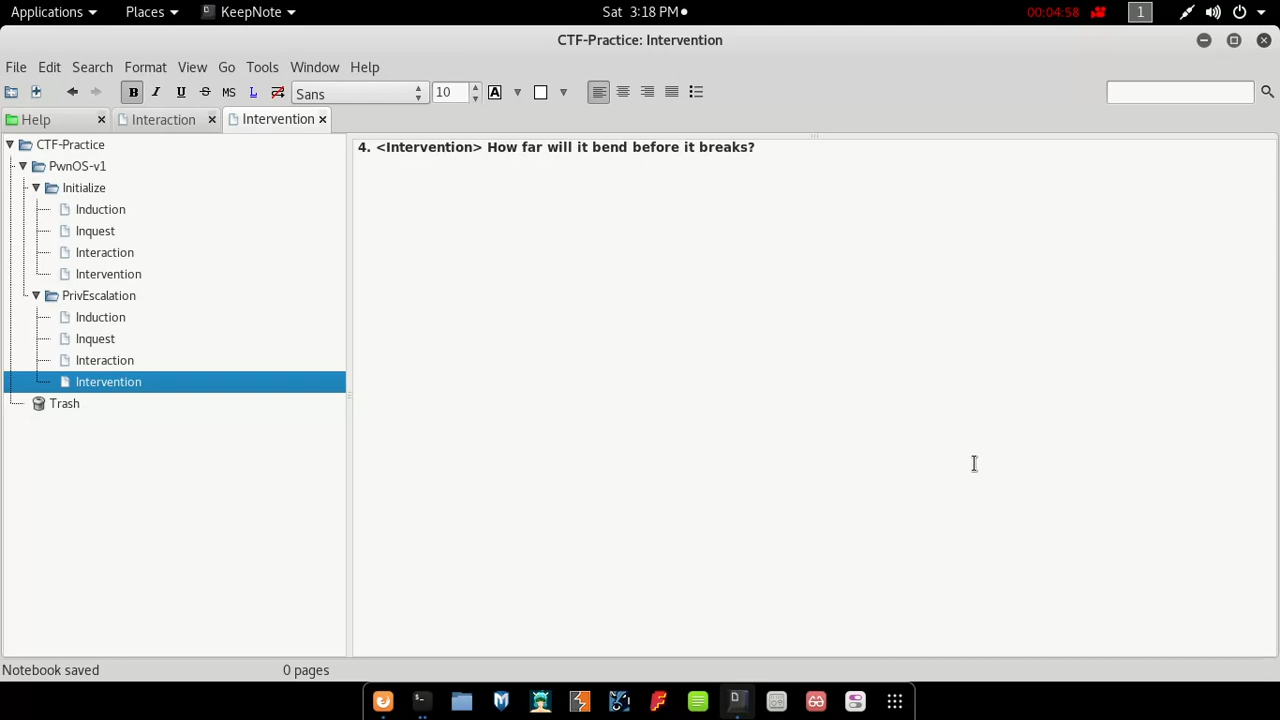 Applications Places KeepNote Sat 3:18 PM 00:04:58 1
CTF-Practice: Intervention
File Edit Search Format View Go Tools Window Help
B I U S MS L Sans 10 A
Help Interaction Intervention
CTF-Practice
PwnOS-v1
Initialize
Induction
Inquest
Interaction
Intervention
PrivEscalation
Induction
Inquest
Interaction
Intervention
Trash
4. <Intervention> How far will it bend before it breaks?
Notebook saved 0 pages